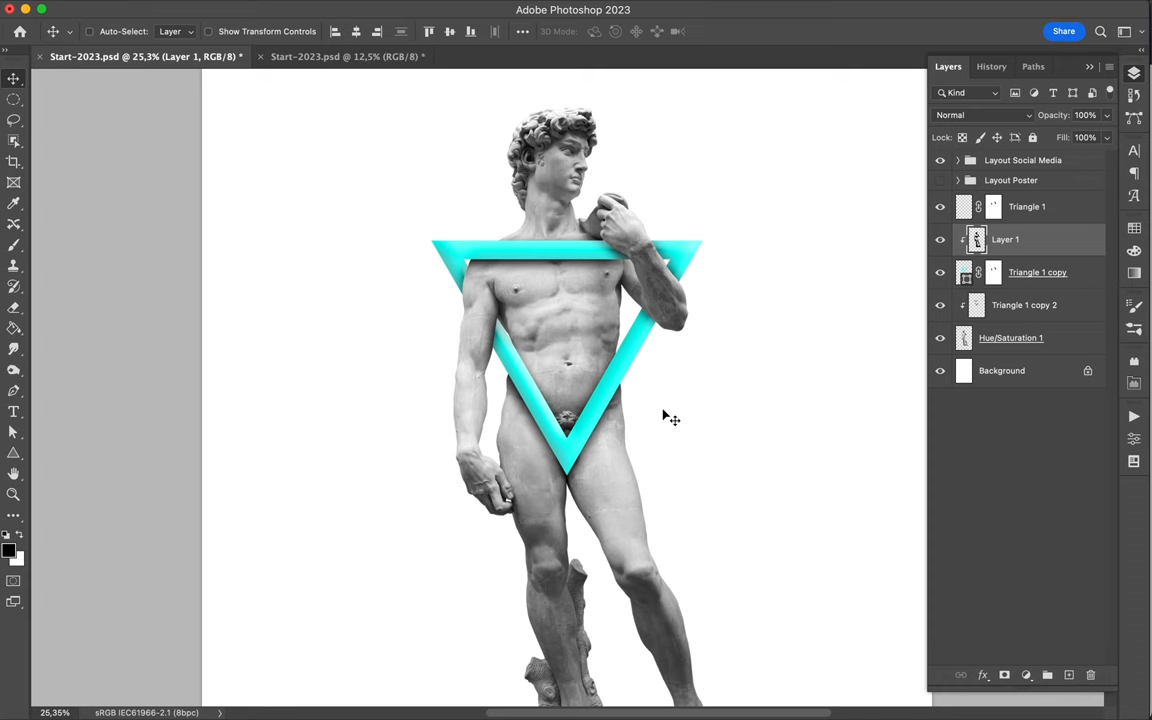 Adobe Photoshop 2023
Auto-Select: Layer Show Transform Controls 3D Mode: Share
Start-2023.psd @ 25,3% (Layer 1, RGB/8) * Start-2023.psd @ 12,5% (RGB/8) *
Layers History Paths
Kind
Normal Opacity: 100%
Lock: Fill: 100%
Layout Social Media
Layout Poster
Triangle 1
Layer 1
Triangle 1 copy
Triangle 1 copy 2
Hue/Saturation 1
Background
25,35% sRGB IEC61966-2.1 (8bpc)